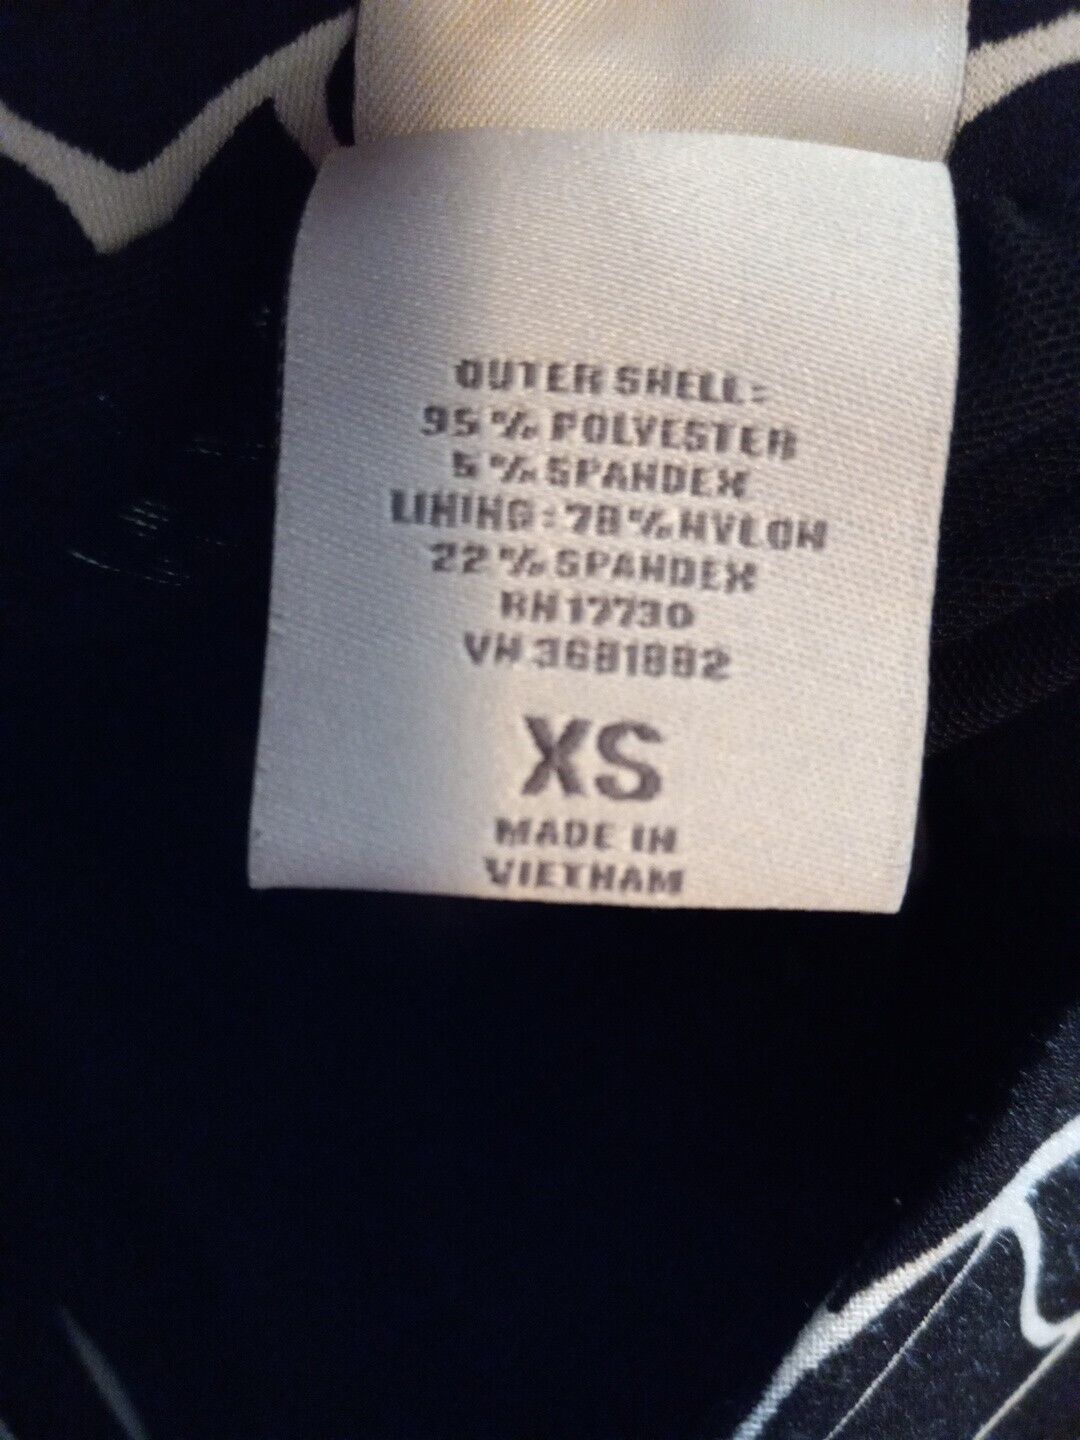 OUTER SHELL:
95% POLYESTER
5% SPANDEX
LINING: 78% NYLON
22% SPANDEX
RN 17730
VN 3681882
XS
MADE IN
VIETNAM